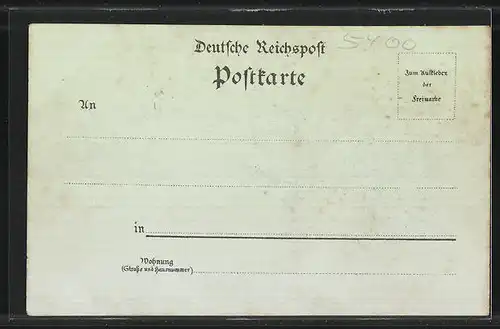 Deutsche Reichspost
5400
Postkarte
Zum Aufkleben
der
Freimarke
An
in
Wohnung
(Straße und Hausnummer)